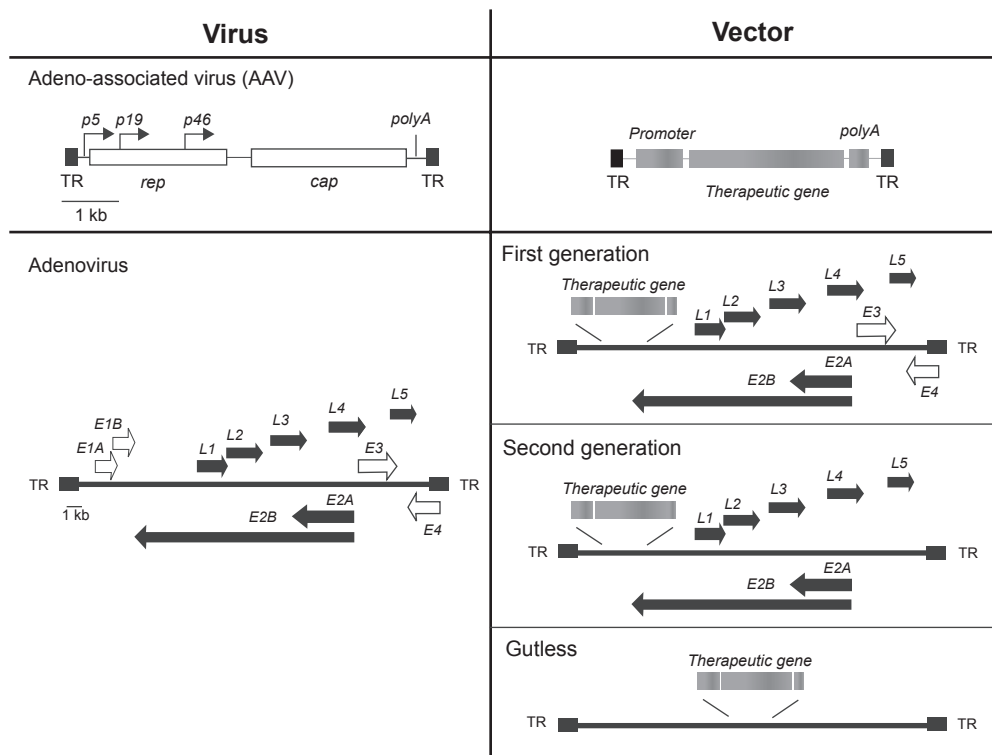 Virus
Vector
Adeno-associated virus (AAV)
p5 p19 p46 polyA
TR TR
rep cap
1 kb
Promoter polyA
TR TR
Therapeutic gene
Adenovirus
E1A E1B L1 L2 L3 L4 L5
E3
TR TR
1 kb
E2B E2A E4
First generation
Therapeutic gene
L1 L2 L3 L4 L5
E3
TR TR
E2B E2A E4
Second generation
Therapeutic gene
L1 L2 L3 L4 L5
TR TR
E2B E2A
Gutless
Therapeutic gene
TR TR